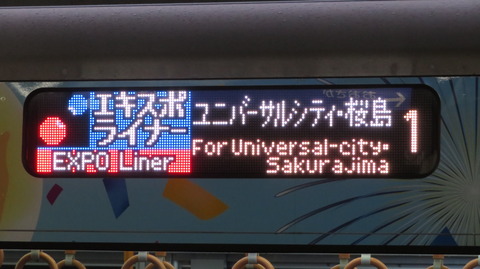 エキスポ
ライナー
EXPO Liner
ユニバーサルシティ・桜島
For Universal-city・
Sakurajima
1